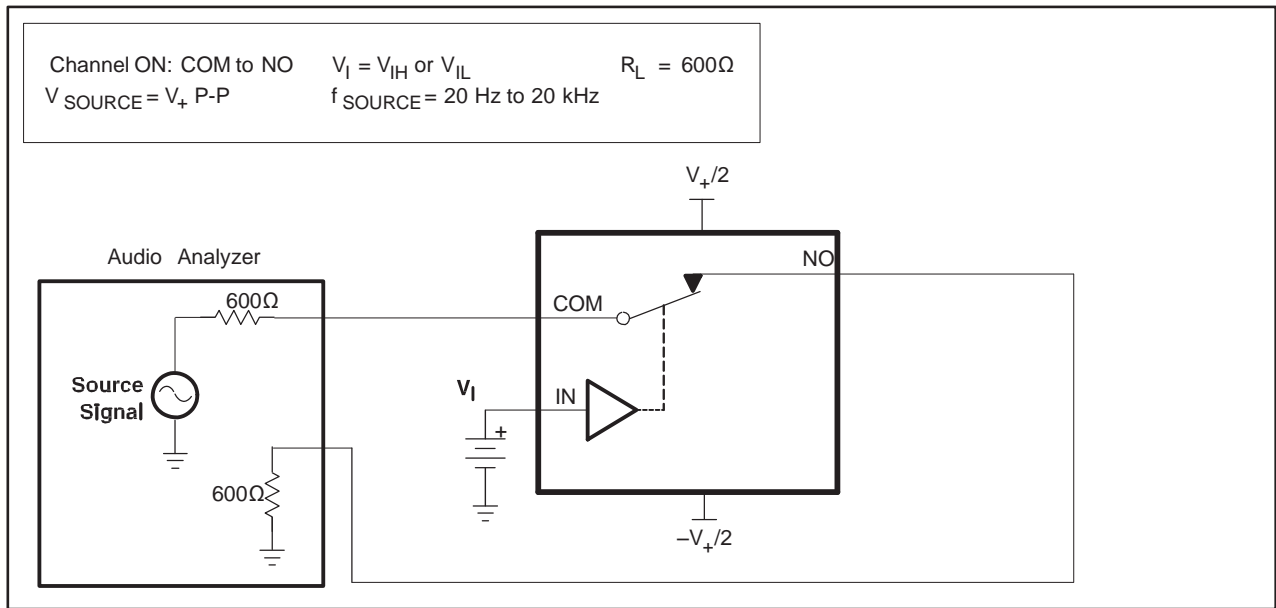 Channel ON: COM to NO V_I = V_IH or V_IL R_L = 600Ω
V_SOURCE = V_+ P-P f_SOURCE = 20 Hz to 20 kHz
V_+/2
Audio Analyzer
NO
600Ω
COM
Source
Signal
V_I
IN
+
600Ω
–V_+/2